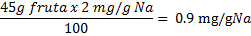 45g fruta x 2 mg/g Na
100
= 0.9 mg/gNa